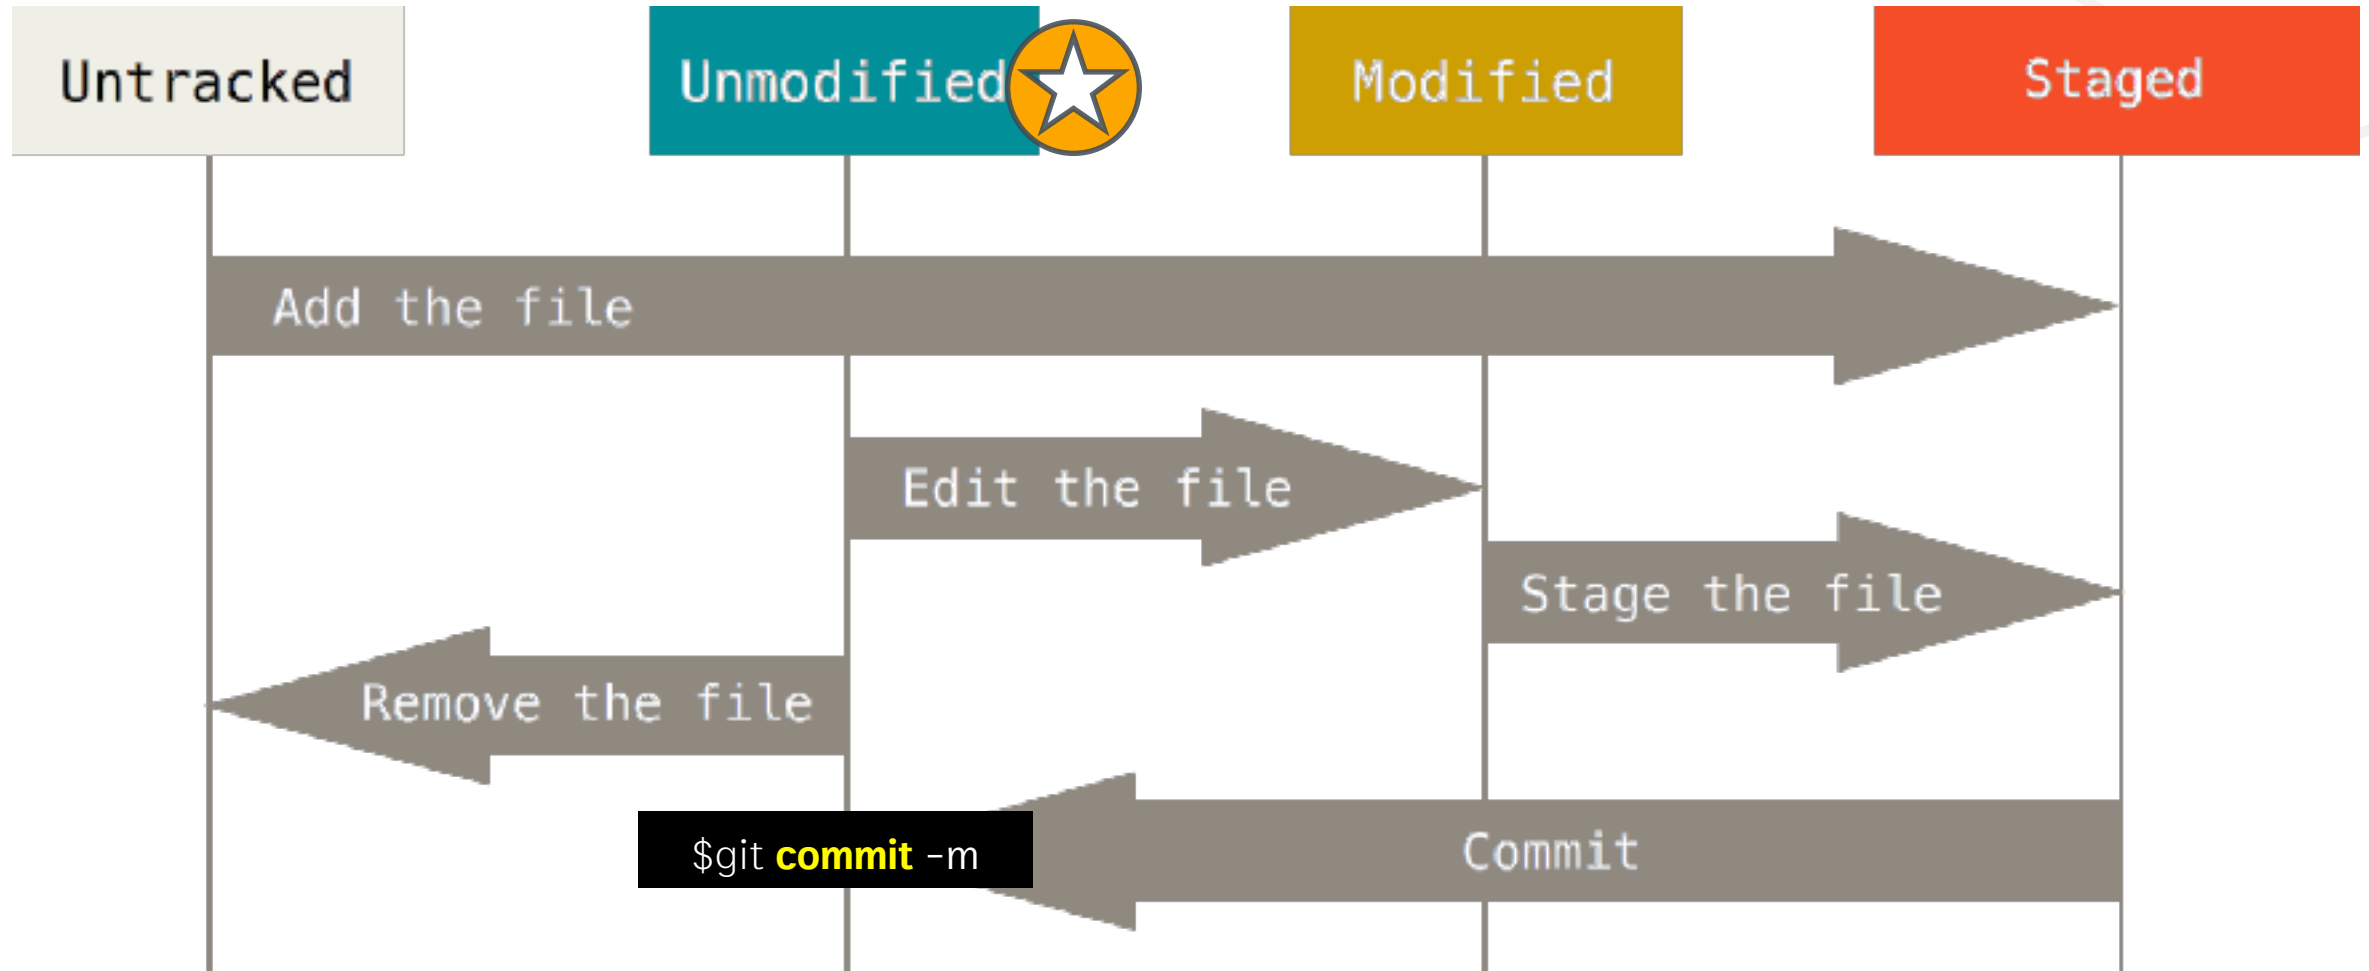 Untracked
Unmodified
Modified
Staged
Add the file
Edit the file
Stage the file
Remove the file
$git commit -m
Commit